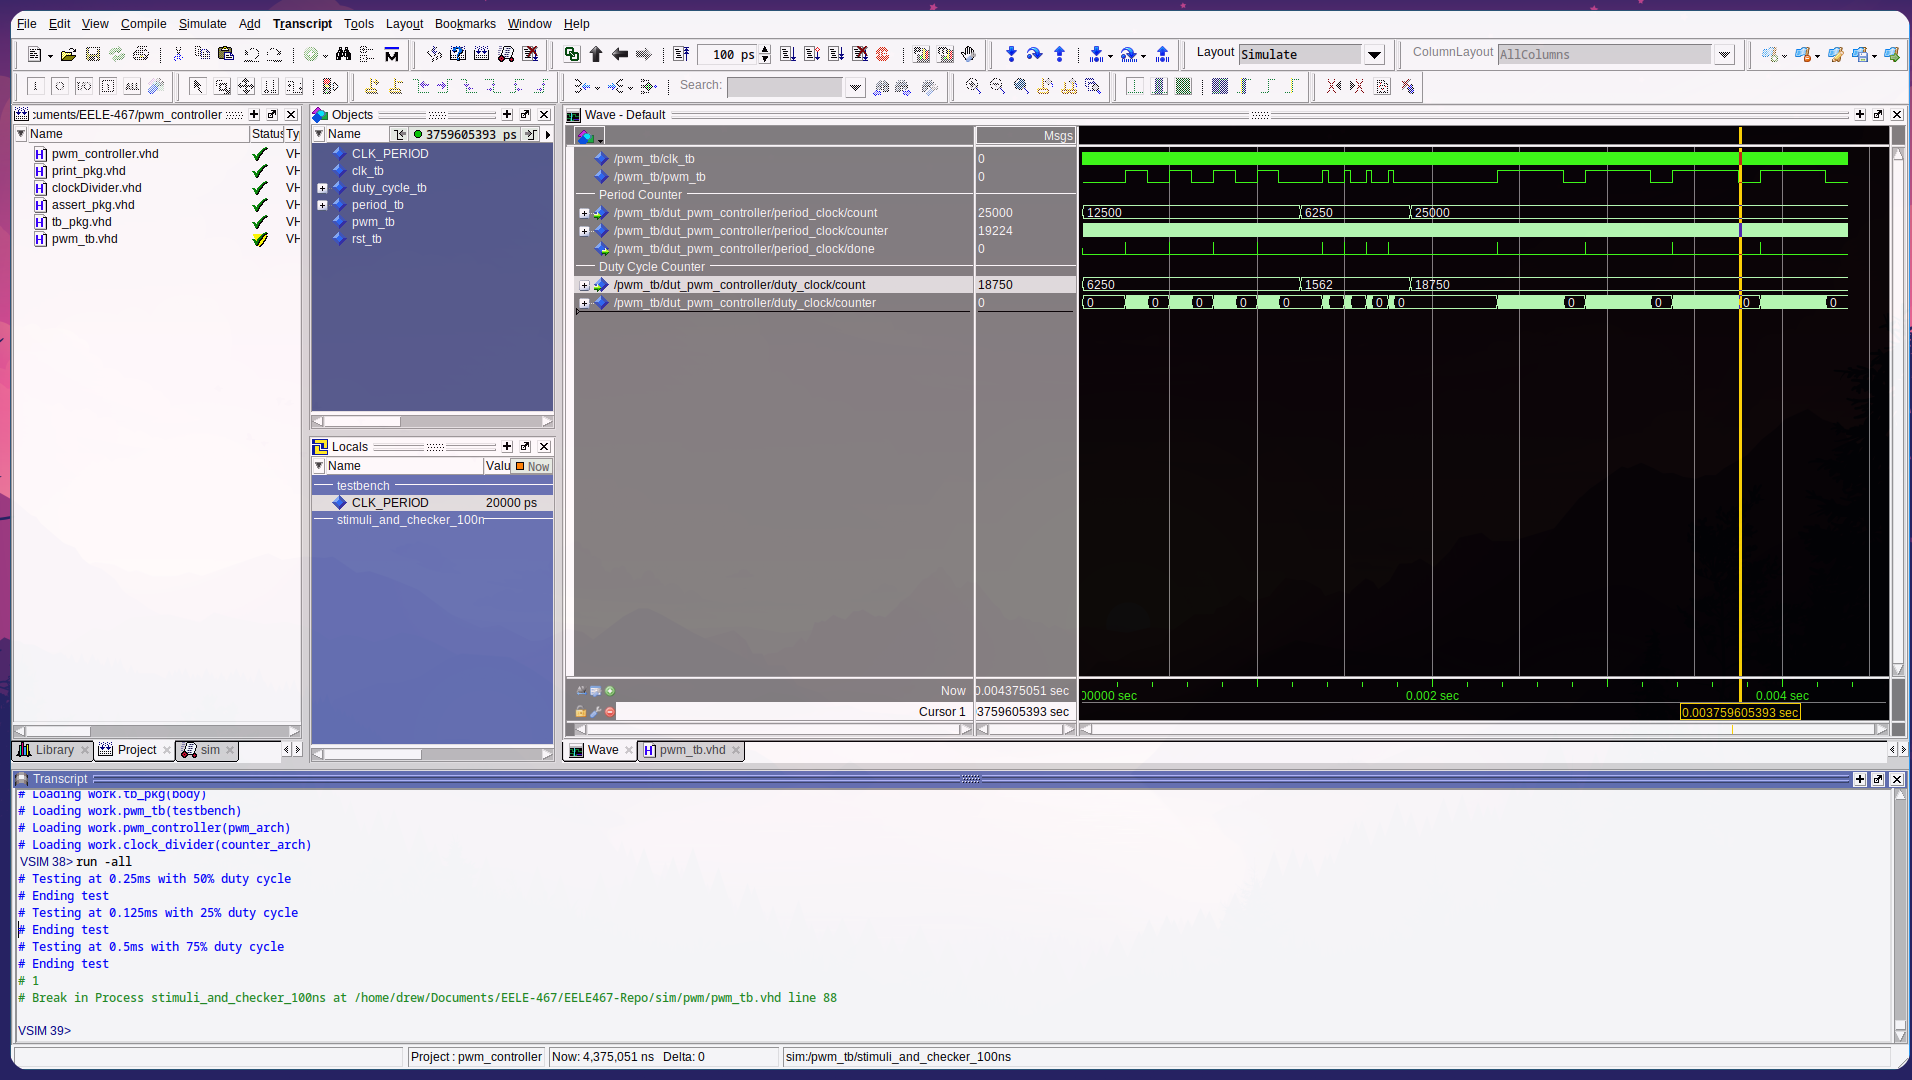 File Edit View Compile Simulate Add Transcript Tools Layout Bookmarks Window Help
100 ps
Layout Simulate
ColumnLayout AllColumns
Search:
:uments/EELE-467/pwm_controller
Name Status Ty
pwm_controller.vhd VH
print_pkg.vhd VH
clockDivider.vhd VH
assert_pkg.vhd VH
tb_pkg.vhd VH
pwm_tb.vhd VH
Library Project sim
Objects
Name 3759605393 ps
CLK_PERIOD
clk_tb
duty_cycle_tb
period_tb
pwm_tb
rst_tb
Locals
Name Valu Now
testbench
CLK_PERIOD 20000 ps
stimuli_and_checker_100n
Wave - Default
Msgs
/pwm_tb/clk_tb 0
/pwm_tb/pwm_tb 0
Period Counter
/pwm_tb/dut_pwm_controller/period_clock/count 25000 12500 6250 25000
/pwm_tb/dut_pwm_controller/period_clock/counter 19224
/pwm_tb/dut_pwm_controller/period_clock/done 0
Duty Cycle Counter
/pwm_tb/dut_pwm_controller/duty_clock/count 18750 6250 1562 18750
/pwm_tb/dut_pwm_controller/duty_clock/counter 0 0 0 0 0 0 0 0 0 0 0 0
Now 0.004375051 sec 00000 sec 0.002 sec 0.004 sec
Cursor 1 3759605393 sec 0.003759605393 sec
Wave pwm_tb.vhd
Transcript
# Loading work.tb_pkg(body)
# Loading work.pwm_tb(testbench)
# Loading work.pwm_controller(pwm_arch)
# Loading work.clock_divider(counter_arch)
VSIM 38> run -all
# Testing at 0.25ms with 50% duty cycle
# Ending test
# Testing at 0.125ms with 25% duty cycle
# Ending test
# Testing at 0.5ms with 75% duty cycle
# Ending test
# 1
# Break in Process stimuli_and_checker_100ns at /home/drew/Documents/EELE-467/EELE467-Repo/sim/pwm/pwm_tb.vhd line 88
VSIM 39>
Project : pwm_controller Now: 4,375,051 ns Delta: 0 sim:/pwm_tb/stimuli_and_checker_100ns